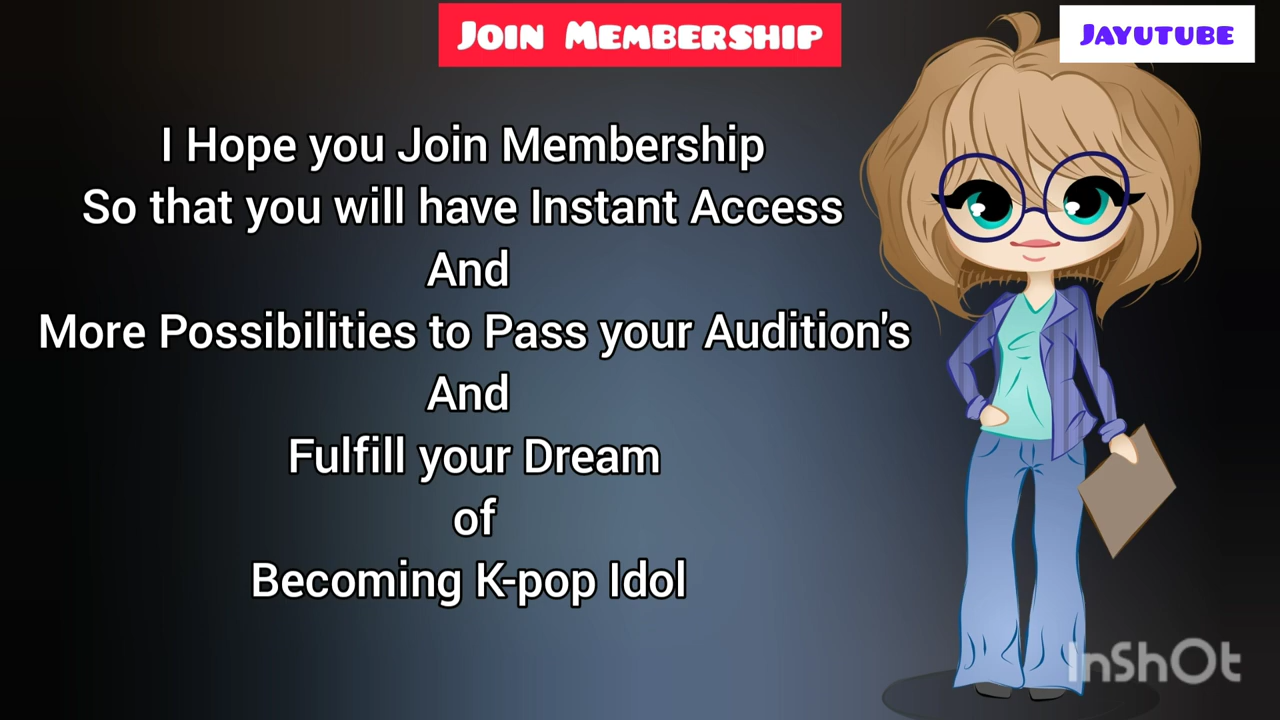 Join Membership
Jayutube
I Hope you Join Membership
So that you will have Instant Access
And
More Possibilities to Pass your Audition's
And
Fulfill your Dream
of
Becoming K-pop Idol
InShOt